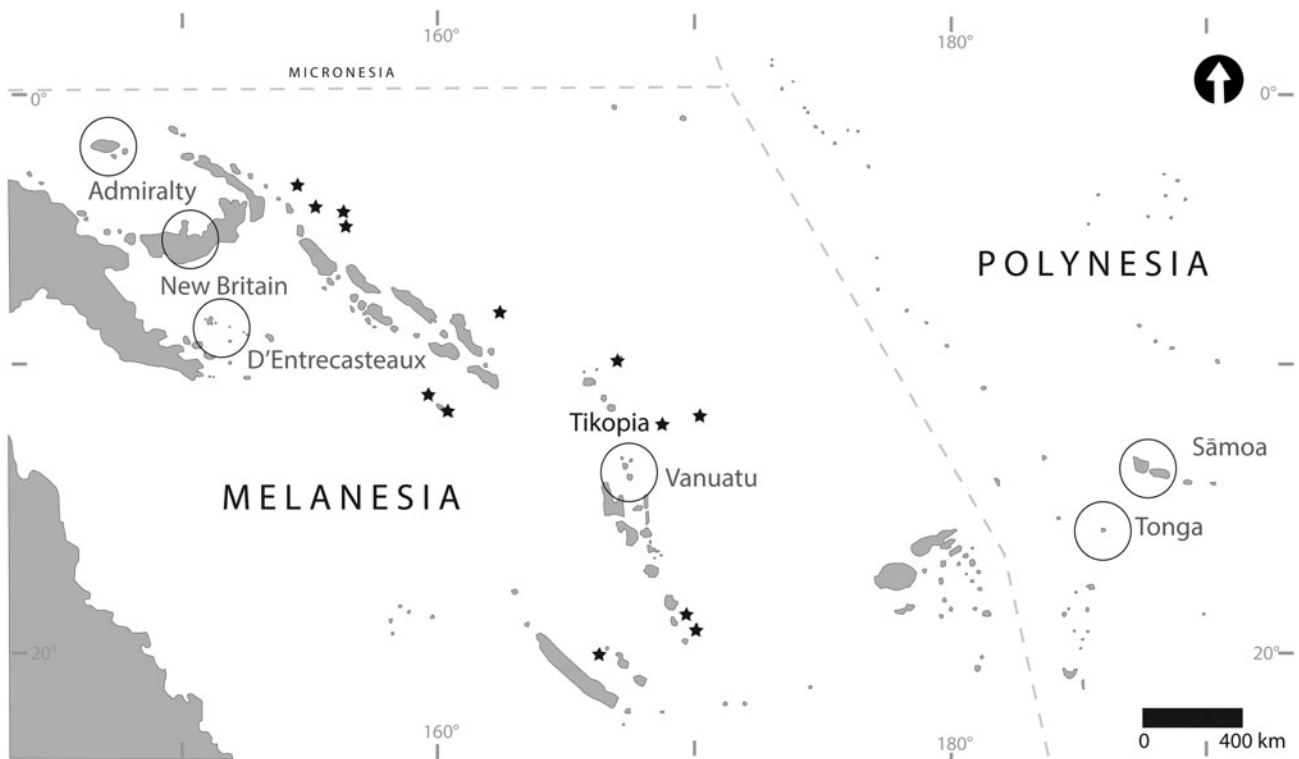 160°
180°
MICRONESIA
0°
0°
Admiralty
New Britain
POLYNESIA
D'Entrecasteaux
Tikopia
Sāmoa
Vanuatu
MELANESIA
Tonga
20°
20°
160°
180°
0 400 km